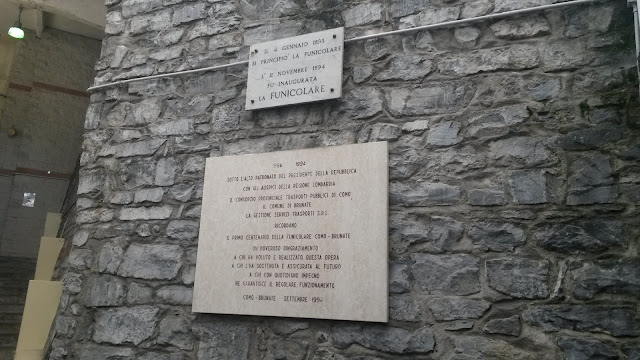 IL 4 GENNAIO 1893
SI PRINCIPIÒ LA FUNICOLARE
L' 11 NOVEMBRE 1894
FU INAUGURATA
LA FUNICOLARE
1894 1994
SOTTO L'ALTO PATRONATO DEL PRESIDENTE DELLA REPUBBLICA
CON GLI AUSPICI DELLA REGIONE LOMBARDIA
IL CONSORZIO PROVINCIALE TRASPORTI PUBBLICI DI COMO
IL COMUNE DI BRUNATE
LA GESTIONE SERVIZI TRASPORTI S.R.L.
RICORDANO
IL PRIMO CENTENARIO DELLA FUNICOLARE COMO-BRUNATE
UN DOVEROSO RINGRAZIAMENTO
A CHI HA VOLUTO E REALIZZATO QUESTA OPERA
A CHI L'HA SOSTENUTA E ASSICURATA AL FUTURO
A CHI CON QUOTIDIANO IMPEGNO
NE GARANTISCE IL REGOLARE FUNZIONAMENTO
COMO-BRUNATE SETTEMBRE 1994